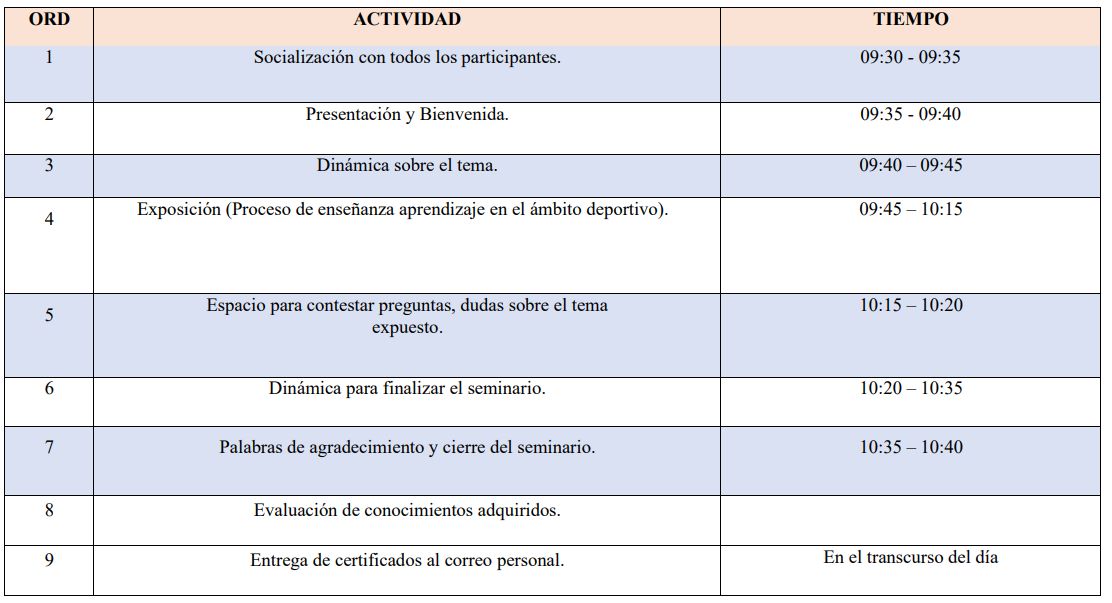 ORD ACTIVIDAD TIEMPO
1 Socialización con todos los participantes. 09:30 - 09:35
2 Presentación y Bienvenida. 09:35 - 09:40
3 Dinámica sobre el tema. 09:40 – 09:45
4 Exposición (Proceso de enseñanza aprendizaje en el ámbito deportivo). 09:45 – 10:15
5 Espacio para contestar preguntas, dudas sobre el tema 10:15 – 10:20
expuesto.
6 Dinámica para finalizar el seminario. 10:20 – 10:35
7 Palabras de agradecimiento y cierre del seminario. 10:35 – 10:40
8 Evaluación de conocimientos adquiridos.
9 Entrega de certificados al correo personal. En el transcurso del día